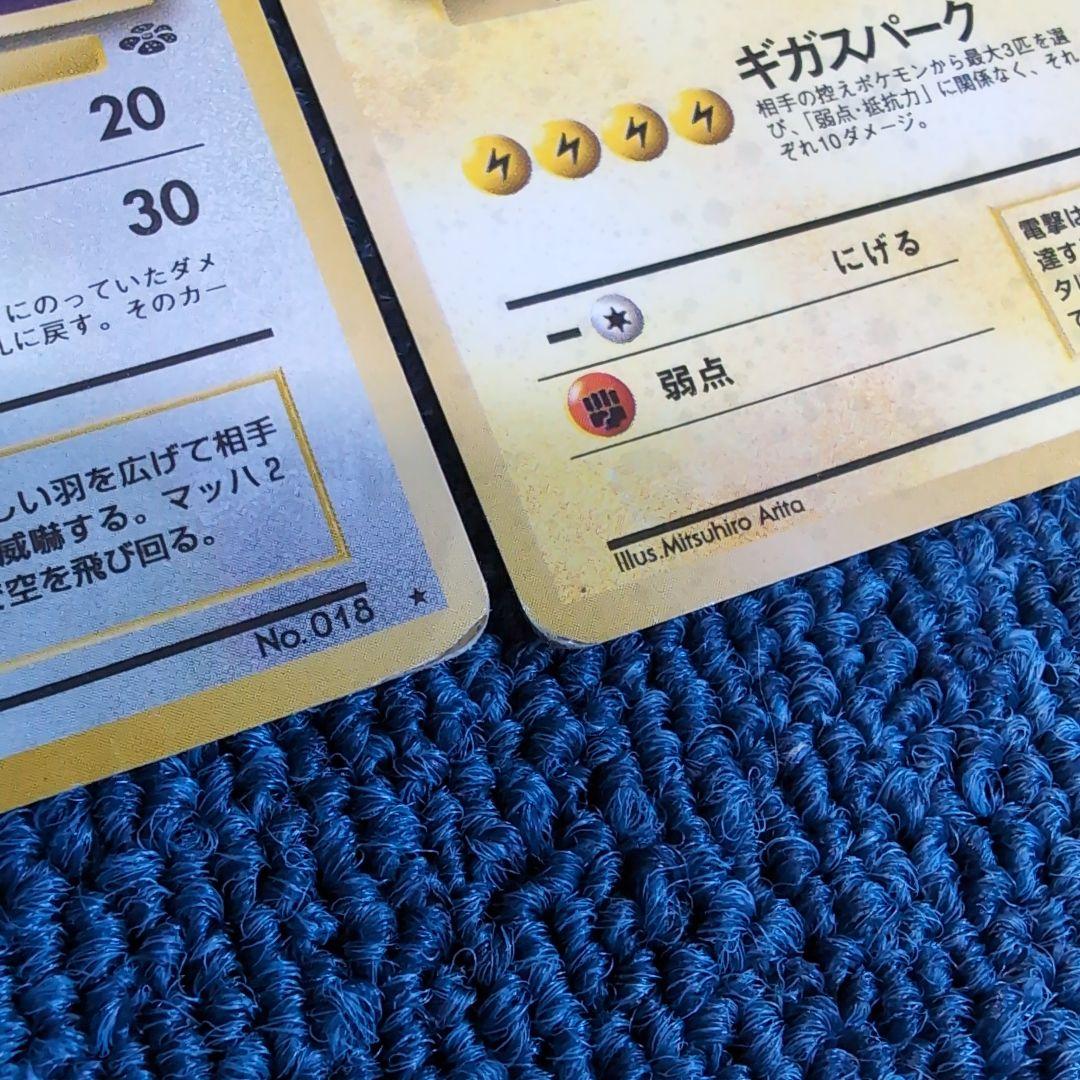 20
30
にのっていたダメ
に戻す。そのカー
しい羽を広げて相手
威嚇する。マッハ2
空を飛び回る。
No.018 ★
ギガスパーク
相手の控えポケモンから最大3匹を選
び、「弱点・抵抗力」に関係なく、それ
ぞれ10ダメージ。
にげる
弱点
電撃は
達す
タ
Illus.Mitsuhiro Arita